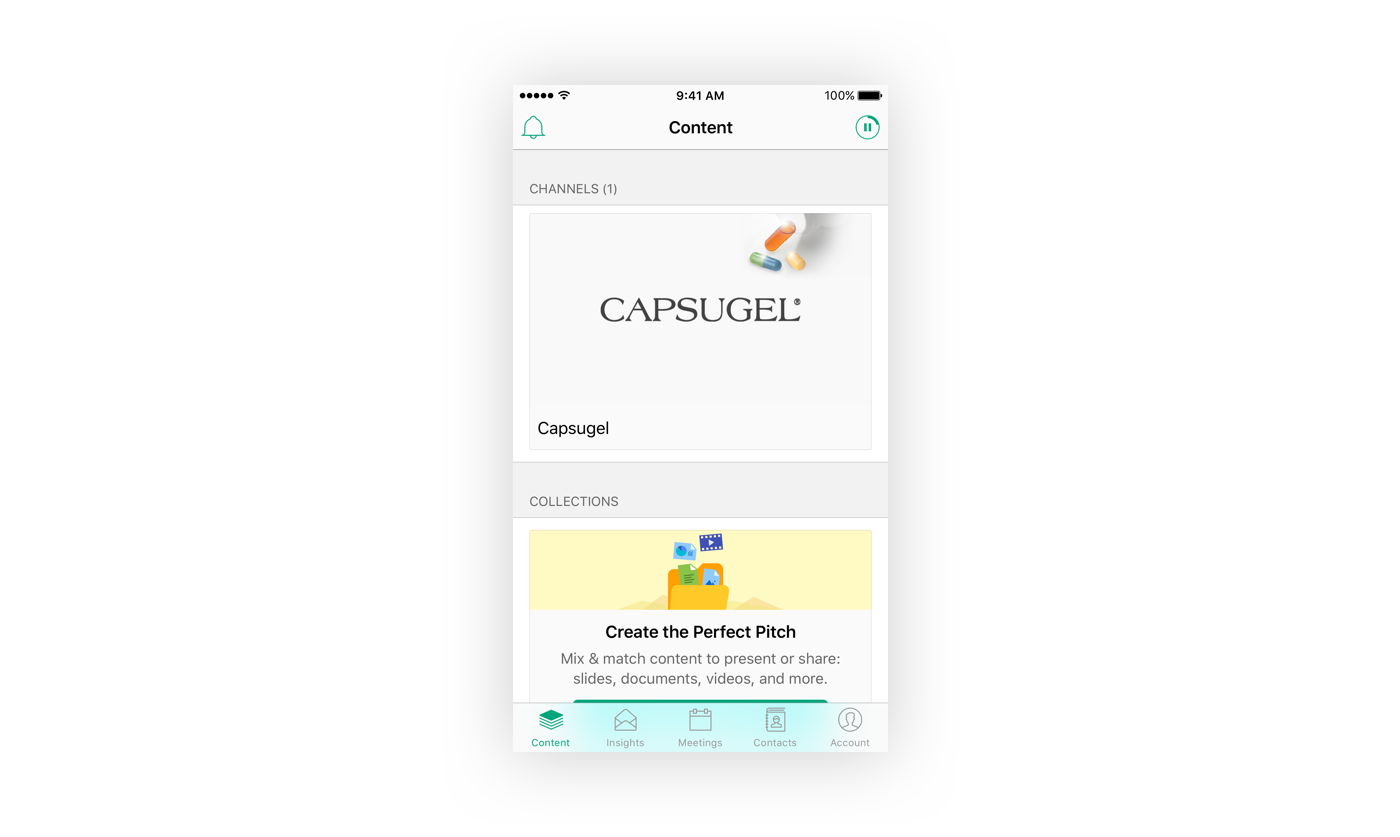 9:41 AM
100%
Content
CHANNELS (1)
CAPSUGEL®
Capsugel
COLLECTIONS
Create the Perfect Pitch
Mix & match content to present or share:
slides, documents, videos, and more.
Content Insights Meetings Contacts Account